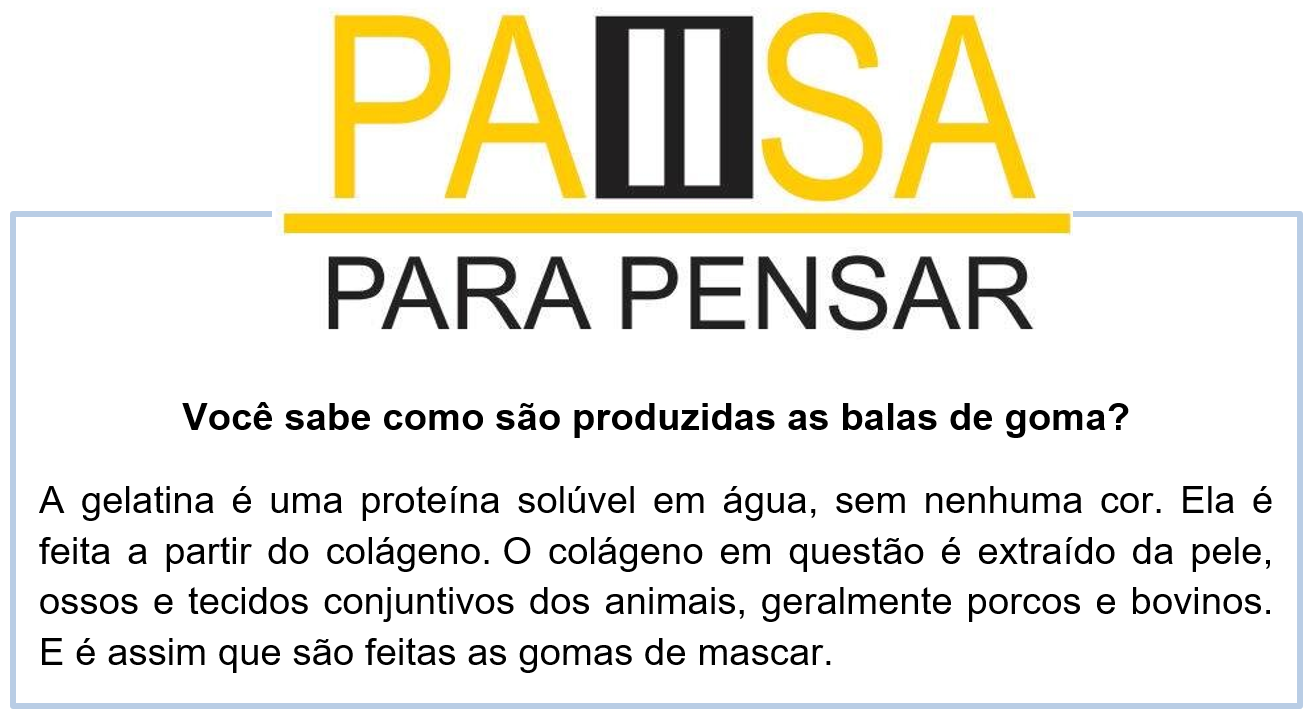 PAUSA
PARA PENSAR
Você sabe como são produzidas as balas de goma?
A gelatina é uma proteína solúvel em água, sem nenhuma cor. Ela é
feita a partir do colágeno. O colágeno em questão é extraído da pele,
ossos e tecidos conjuntivos dos animais, geralmente porcos e bovinos.
E é assim que são feitas as gomas de mascar.